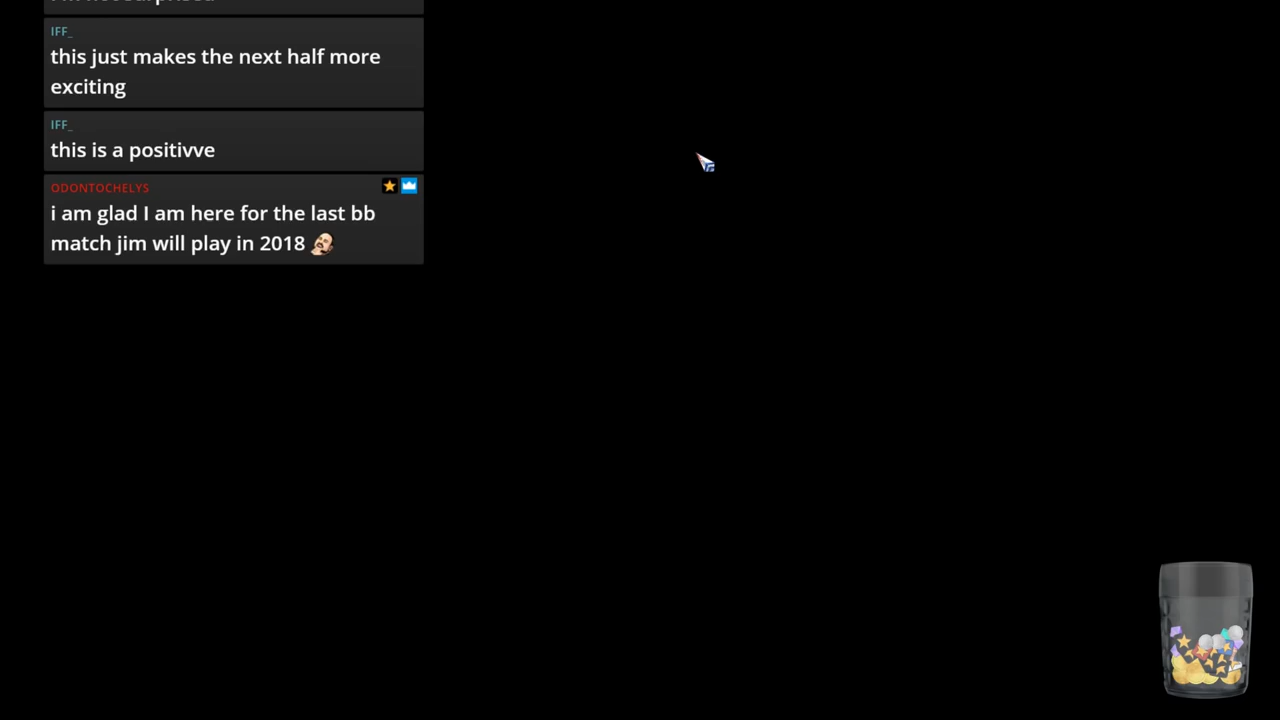 IFF_
this just makes the next half more
exciting
IFF_
this is a positivve
ODONTOCHELYS
i am glad I am here for the last bb
match jim will play in 2018